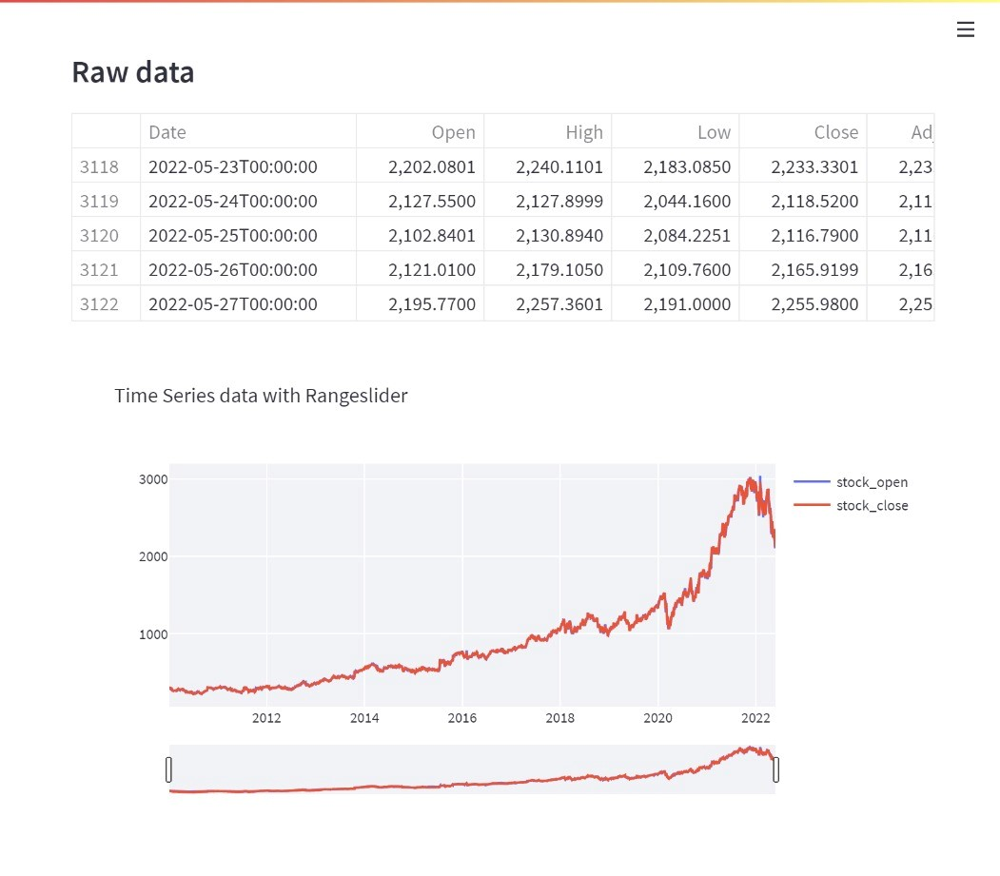 Raw data
Date Open High Low Close Ad
3118 2022-05-23T00:00:00 2,202.0801 2,240.1101 2,183.0850 2,233.3301 2,23
3119 2022-05-24T00:00:00 2,127.5500 2,127.8999 2,044.1600 2,118.5200 2,11
3120 2022-05-25T00:00:00 2,102.8401 2,130.8940 2,084.2251 2,116.7900 2,11
3121 2022-05-26T00:00:00 2,121.0100 2,179.1050 2,109.7600 2,165.9199 2,16
3122 2022-05-27T00:00:00 2,195.7700 2,257.3601 2,191.0000 2,255.9800 2,25
Time Series data with Rangeslider
3000
2000
1000
stock_open
stock_close
2012 2014 2016 2018 2020 2022